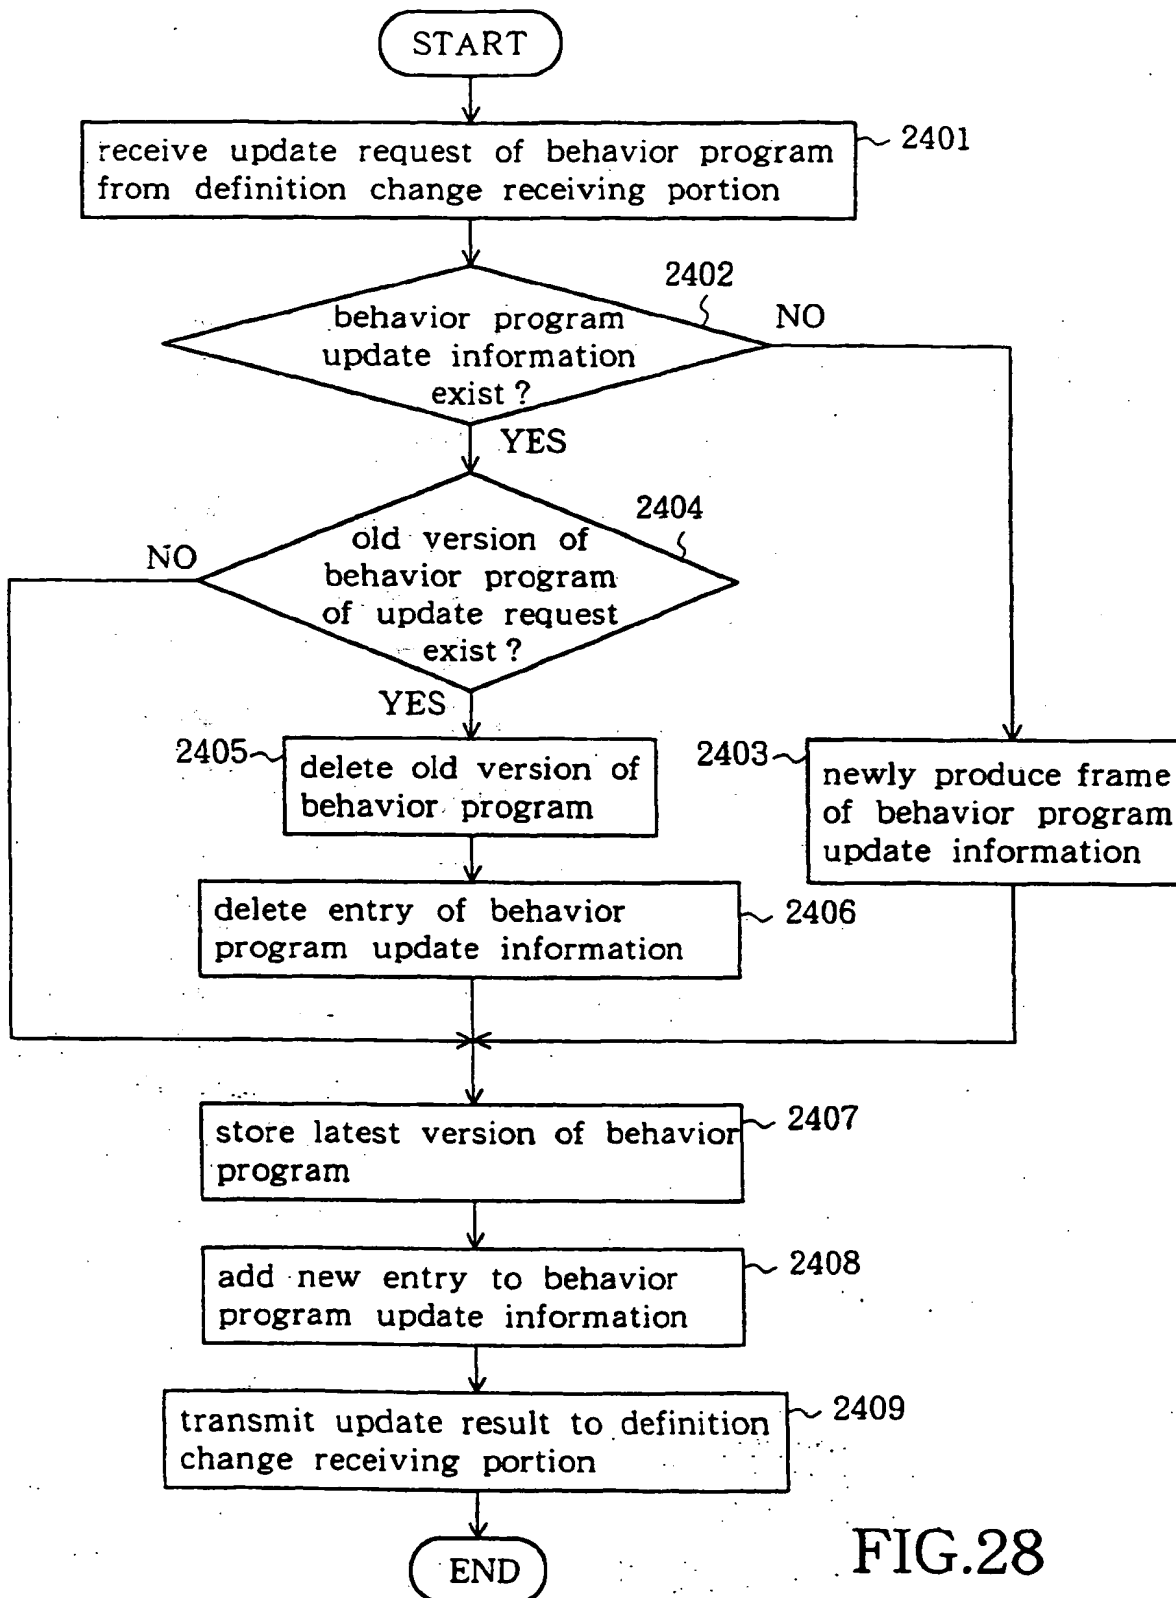 START
receive update request of behavior program
from definition change receiving portion
2401
2402
behavior program
update information
exist?
NO
YES
2404
old version of
behavior program
of update request
exist?
NO
YES
2405
delete old version of
behavior program
2403
newly produce frame
of behavior program
update information
delete entry of behavior
program update information
2406
store latest version of behavior
program
2407
add new entry to behavior
program update information
2408
transmit update result to definition
change receiving portion
2409
END
FIG.28